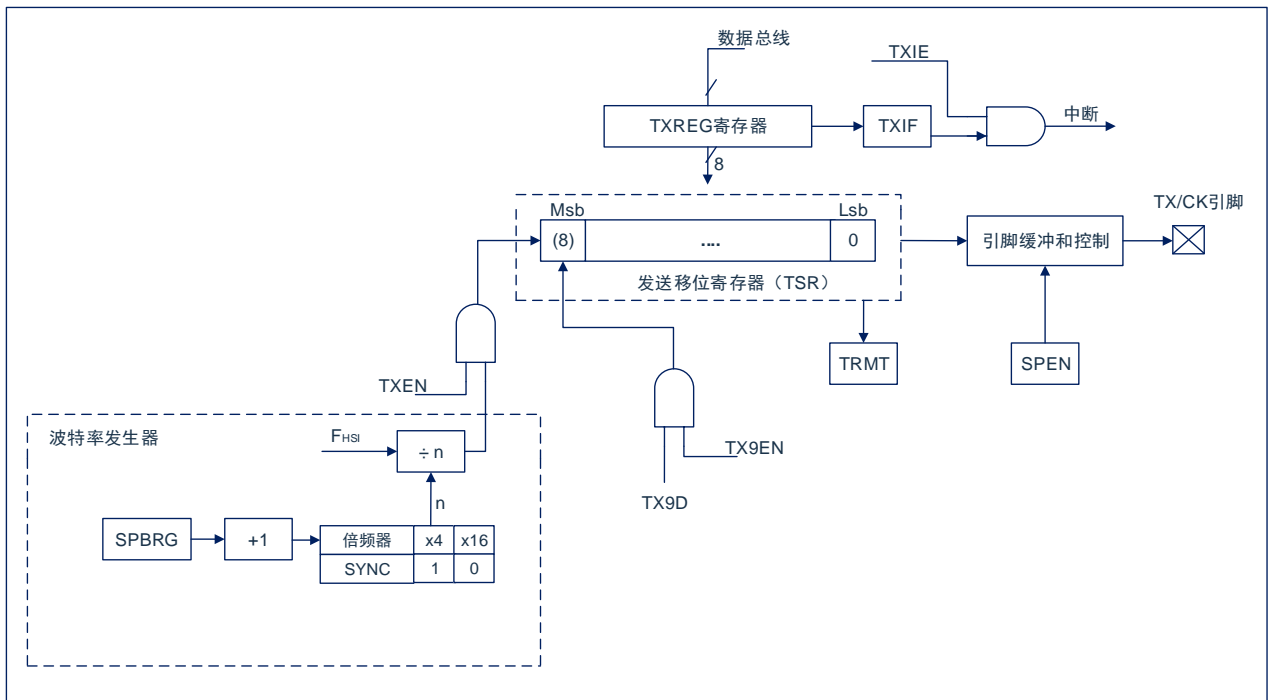 数据总线
TXIE
TXREG寄存器
TXIF
中断
8
Msb
Lsb
TX/CK引脚
(8)
....
0
引脚缓冲和控制
发送移位寄存器（TSR）
TRMT
SPEN
TXEN
TX9EN
TX9D
波特率发生器
FHSI
÷n
n
SPBRG
+1
倍频器 x4 x16
SYNC 1 0